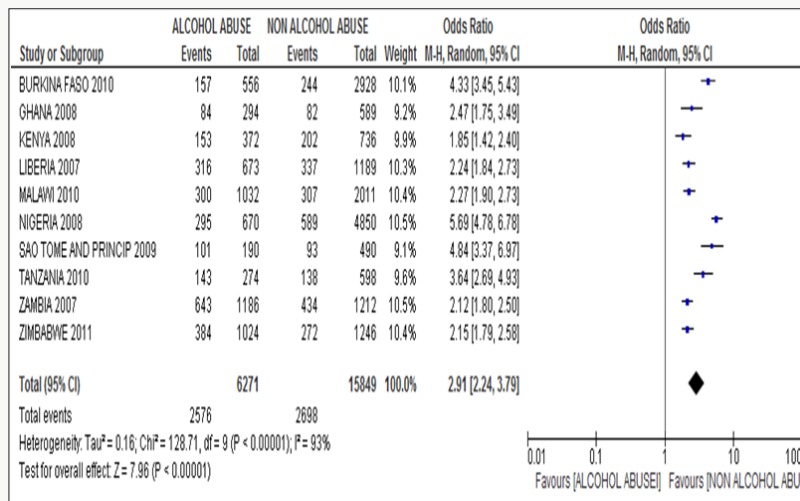 ALCOHOL ABUSE NON ALCOHOL ABUSE Odds Ratio Odds Ratio
Study or Subgroup Events Total Events Total Weight M-H, Random, 95% CI M-H, Random, 95% CI
BURKINA FASO 2010 157 556 244 2928 10.1% 4.33 [3.45, 5.43]
GHANA 2008 84 294 82 589 9.2% 2.47 [1.75, 3.49]
KENYA 2008 153 372 202 736 9.9% 1.85 [1.42, 2.40]
LIBERIA 2007 316 673 337 1189 10.3% 2.24 [1.84, 2.73]
MALAWI 2010 300 1032 307 2011 10.4% 2.27 [1.90, 2.73]
NIGERIA 2008 295 670 589 4850 10.4% 5.69 [4.78, 6.78]
SAO TOME AND PRINCIP 2009 101 190 93 490 9.1% 4.84 [3.37, 6.97]
TANZANIA 2010 143 274 138 598 9.6% 3.64 [2.69, 4.93]
ZAMBIA 2007 643 1186 434 1212 10.5% 2.12 [1.80, 2.50]
ZIMBABWE 2011 384 1024 272 1246 10.4% 2.15 [1.79, 2.58]
Total (95% CI) 6271 15849 100.0% 2.91 [2.24, 3.79]
Total events 2576 2698
Heterogeneity: Tau² = 0.16; Chi² = 128.71, df = 9 (P < 0.00001); I² = 93%
Test for overall effect: Z = 7.96 (P < 0.00001)
0.01 0.1 1 10 100
Favours [ALCOHOL ABUSE] Favours [NON ALCOHOL ABU